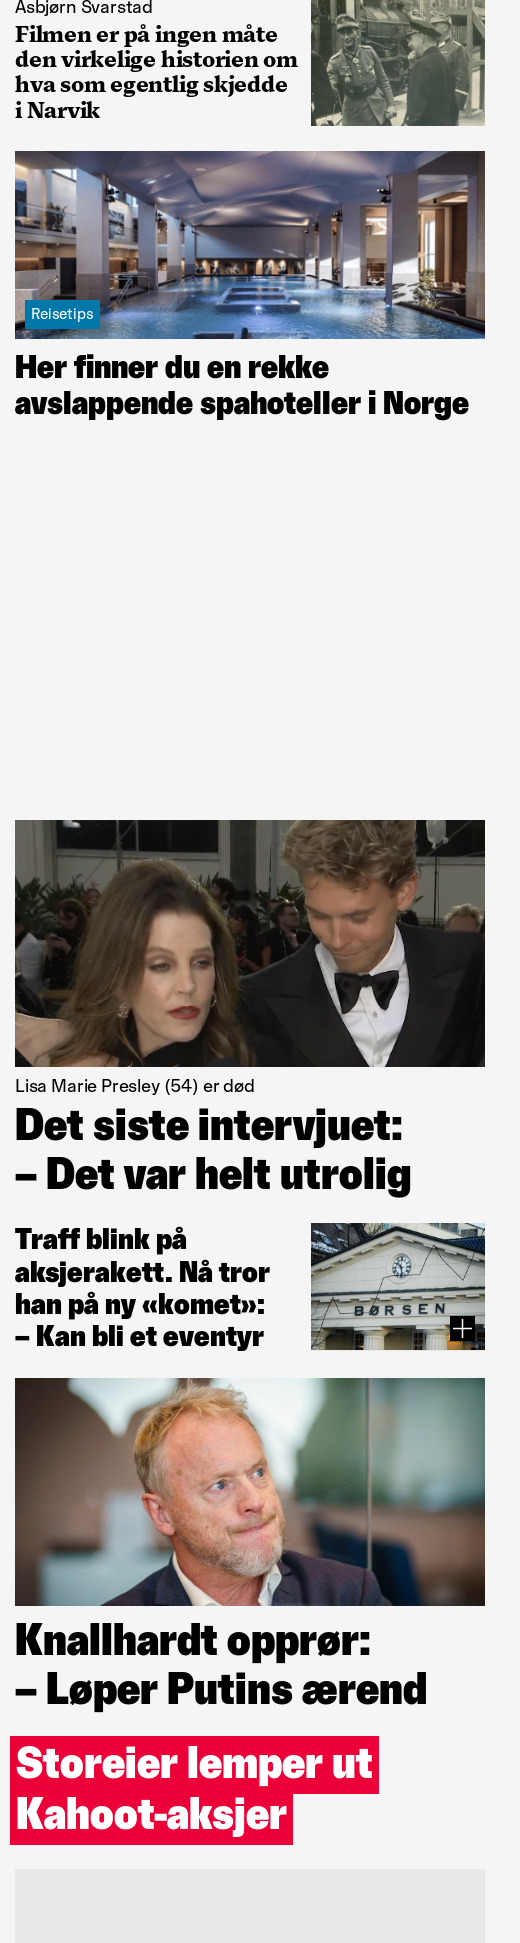 Asbjørn Svarstad
Filmen er på ingen måte
den virkelige historien om
hva som egentlig skjedde
i Narvik
Reisetips
Her finner du en rekke
avslappende spahoteller i Norge
Lisa Marie Presley (54) er død
Det siste intervjuet:
– Det var helt utrolig
Traff blink på
aksjerakett. Nå tror
han på ny «komet»:
– Kan bli et eventyr
BØRSEN
Knallhardt opprør:
– Løper Putins ærend
Storeier lemper ut
Kahoot-aksjer